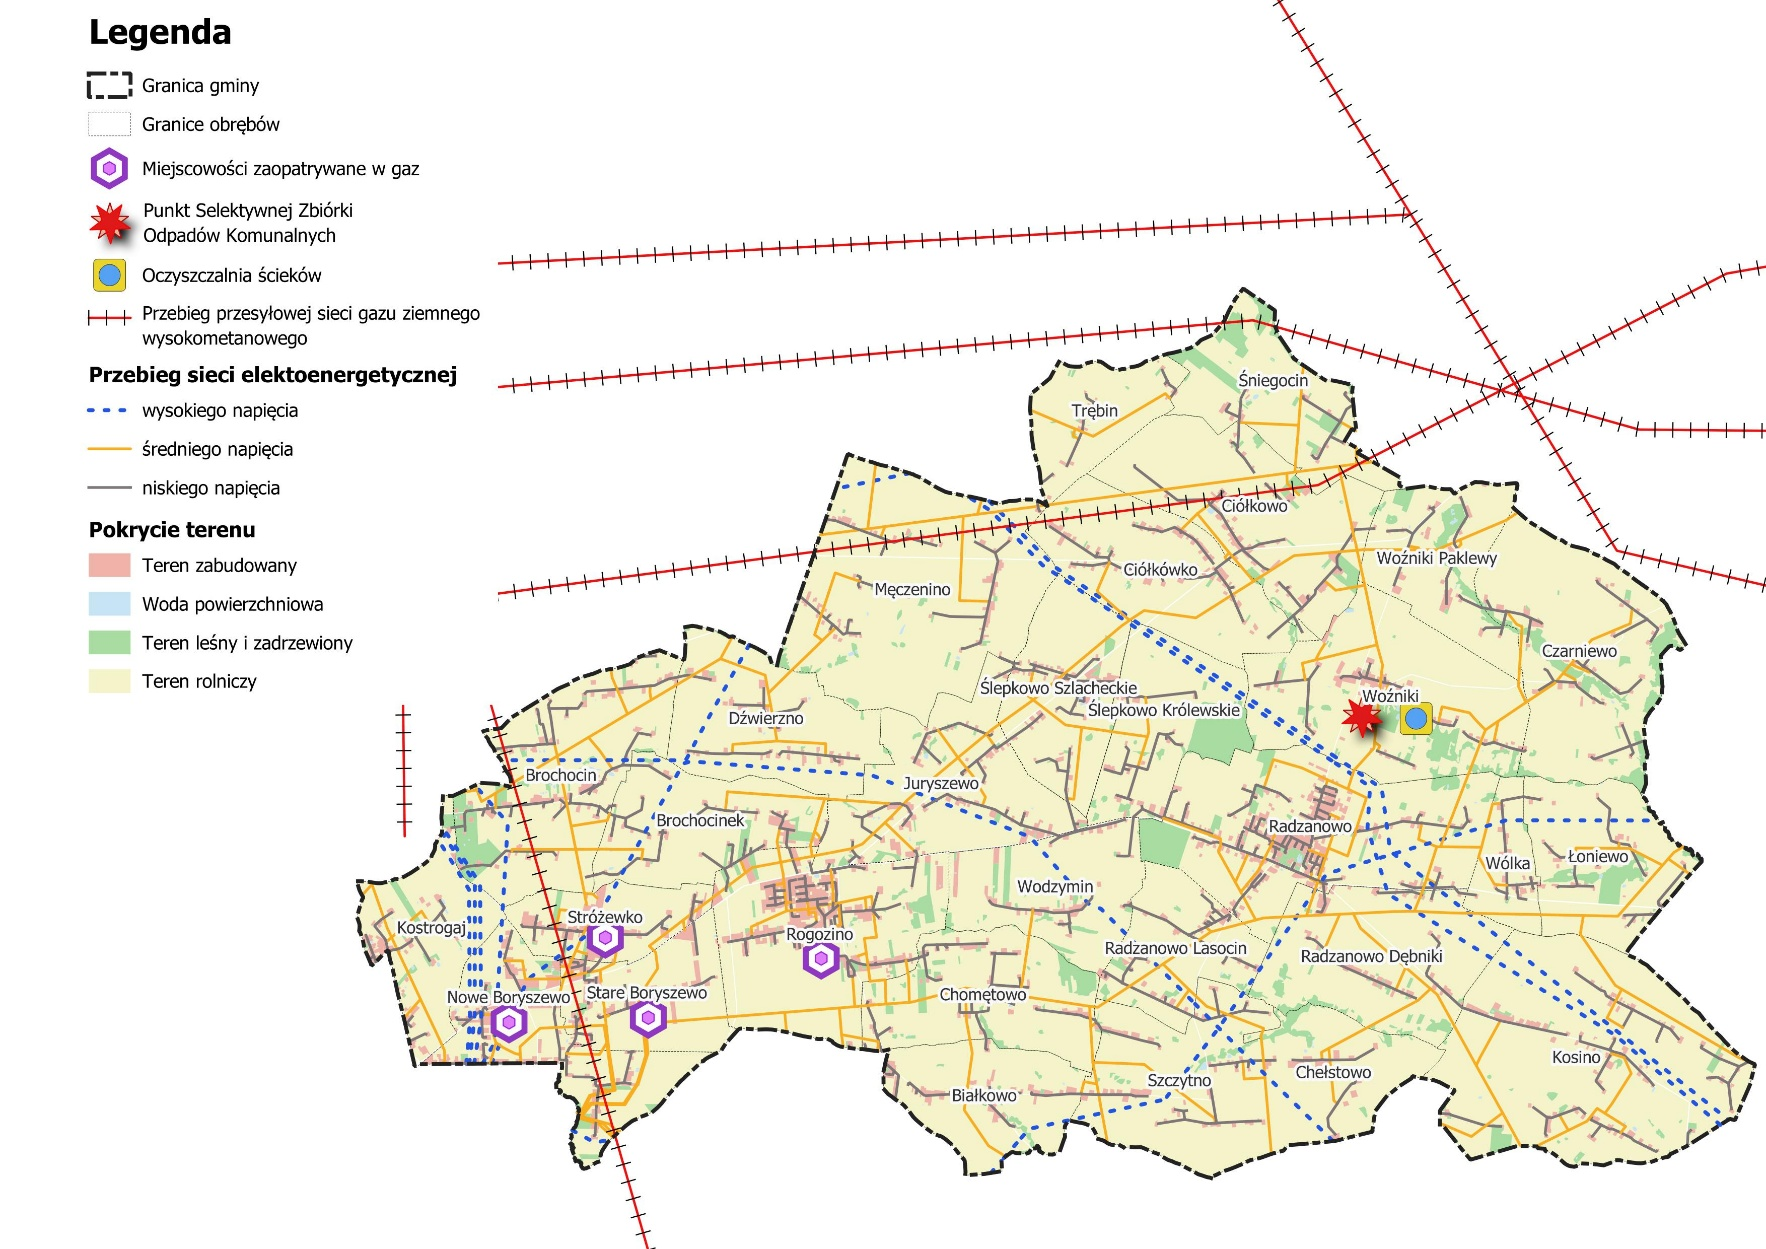 Legenda
Granica gminy
Granice obrębów
Miejscowości zaopatrywane w gaz
Punkt Selektywnej Zbiórki
Odpadów Komunalnych
Oczyszczalnia ścieków
Przebieg przesyłowej sieci gazu ziemnego
wysokometanowego
Przebieg sieci elektoenergetycznej
wysokiego napięcia
średniego napięcia
niskiego napięcia
Pokrycie terenu
Teren zabudowany
Woda powierzchniowa
Teren leśny i zadrzewiony
Teren rolniczy
Śniegocin
Trębin
Ciółkowo
Woźniki Paklewy
Ciółkówko
Męczenino
Czarniewo
Ślepkowo Szlacheckie
Woźniki
Ślepkowo Królewskie
Dźwierzno
Brochocin
Juryszewo
Brochocinek
Radzanowo
Wólka
Łoniewo
Wodzymin
Stróżewko
Kostrogaj
Rogozino
Radzanowo Lasocin
Radzanowo Dębniki
Nowe Boryszewo
Stare Boryszewo
Chomętowo
Kosino
Chełstowo
Szczytno
Białkowo